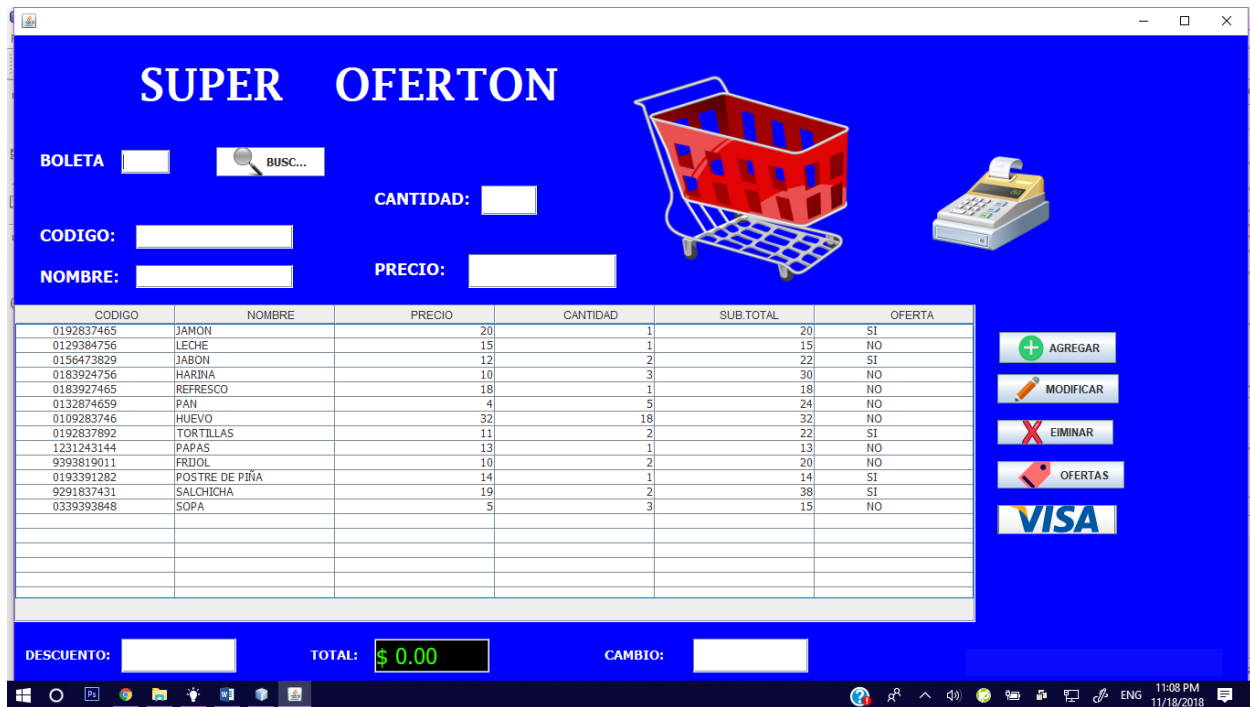 SUPER OFERTON
BOLETA BUSC...
CANTIDAD:
CODIGO:
PRECIO:
NOMBRE:
CODIGO NOMBRE PRECIO CANTIDAD SUB.TOTAL OFERTA
0192837465 JAMON 20 1 20 SI
0129384756 LECHE 15 1 15 NO
0156473829 JABON 12 2 22 SI
0183924756 HARINA 10 3 30 NO
0183927465 REFRESCO 18 1 18 NO
0132874659 PAN 4 5 24 NO
0109283746 HUEVO 32 18 32 NO
0192837892 TORTILLAS 11 2 22 SI
1231243144 PAPAS 13 1 13 NO
9393819011 FRIJOL 10 2 20 NO
0193391282 POSTRE DE PIÑA 14 1 14 SI
9291837431 SALCHICHA 19 2 38 SI
0339393848 SOPA 5 3 15 NO
AGREGAR
MODIFICAR
EIMINAR
OFERTAS
VISA
DESCUENTO: TOTAL: $ 0.00 CAMBIO:
Ps ENG 11:08 PM
11/18/2018